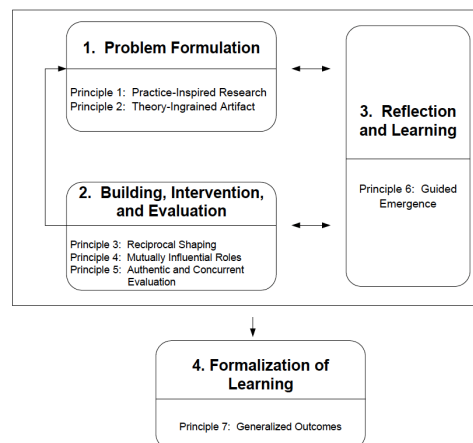 1. Problem Formulation
Principle 1: Practice-Inspired Research
Principle 2: Theory-Ingrained Artifact
2. Building, Intervention,
and Evaluation
Principle 3: Reciprocal Shaping
Principle 4: Mutually Influential Roles
Principle 5: Authentic and Concurrent
Evaluation
3. Reflection
and Learning
Principle 6: Guided
Emergence
4. Formalization of
Learning
Principle 7: Generalized Outcomes